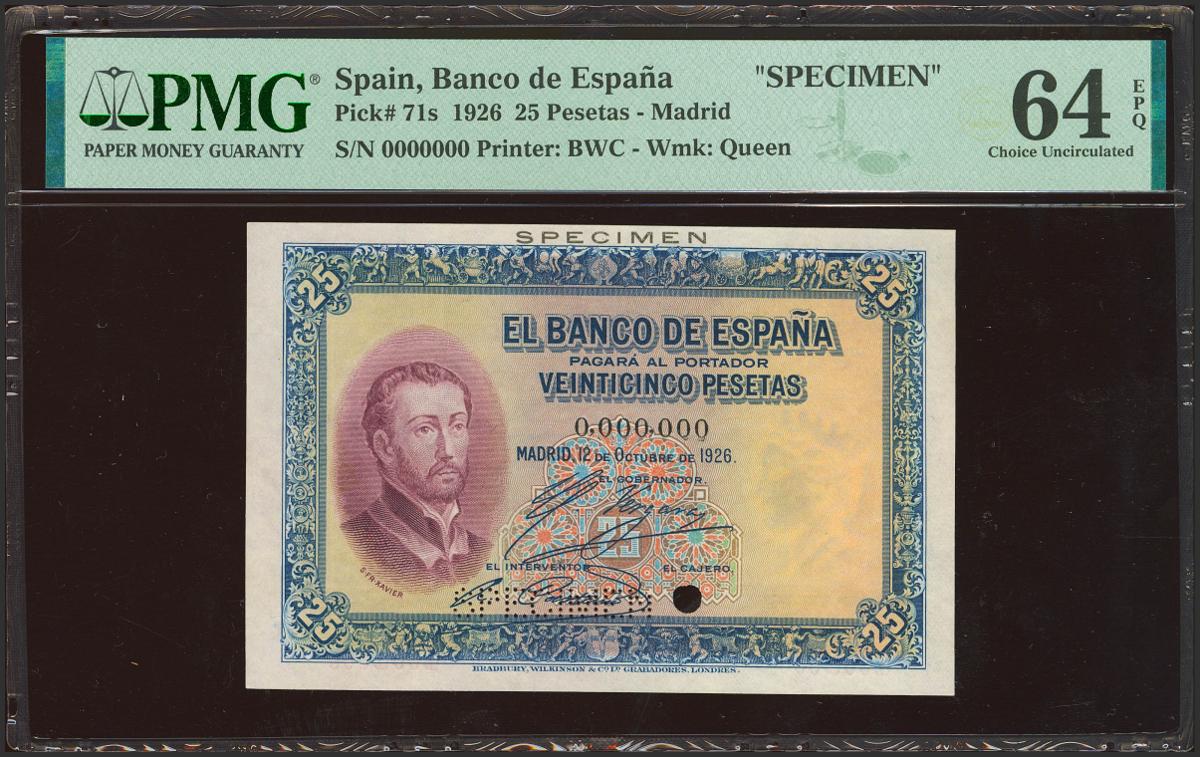 PMG®
PAPER MONEY GUARANTY
Spain, Banco de España "SPECIMEN"
Pick# 71s 1926 25 Pesetas - Madrid
S/N 0000000 Printer: BWC - Wmk: Queen
64 EPQ
Choice Uncirculated
SPECIMEN
25 25
EL BANCO DE ESPAÑA
PAGARÁ AL PORTADOR
VEINTICINCO PESETAS
0,000,000
MADRID, 12 DE OCTUBRE DE 1926.
EL GOBERNADOR.
25
EL INTERVENTOR EL CAJERO.
S. FR. XAVIER
25 25
BRADBURY, WILKINSON & Cº Lº GRABADORES, LONDRES.